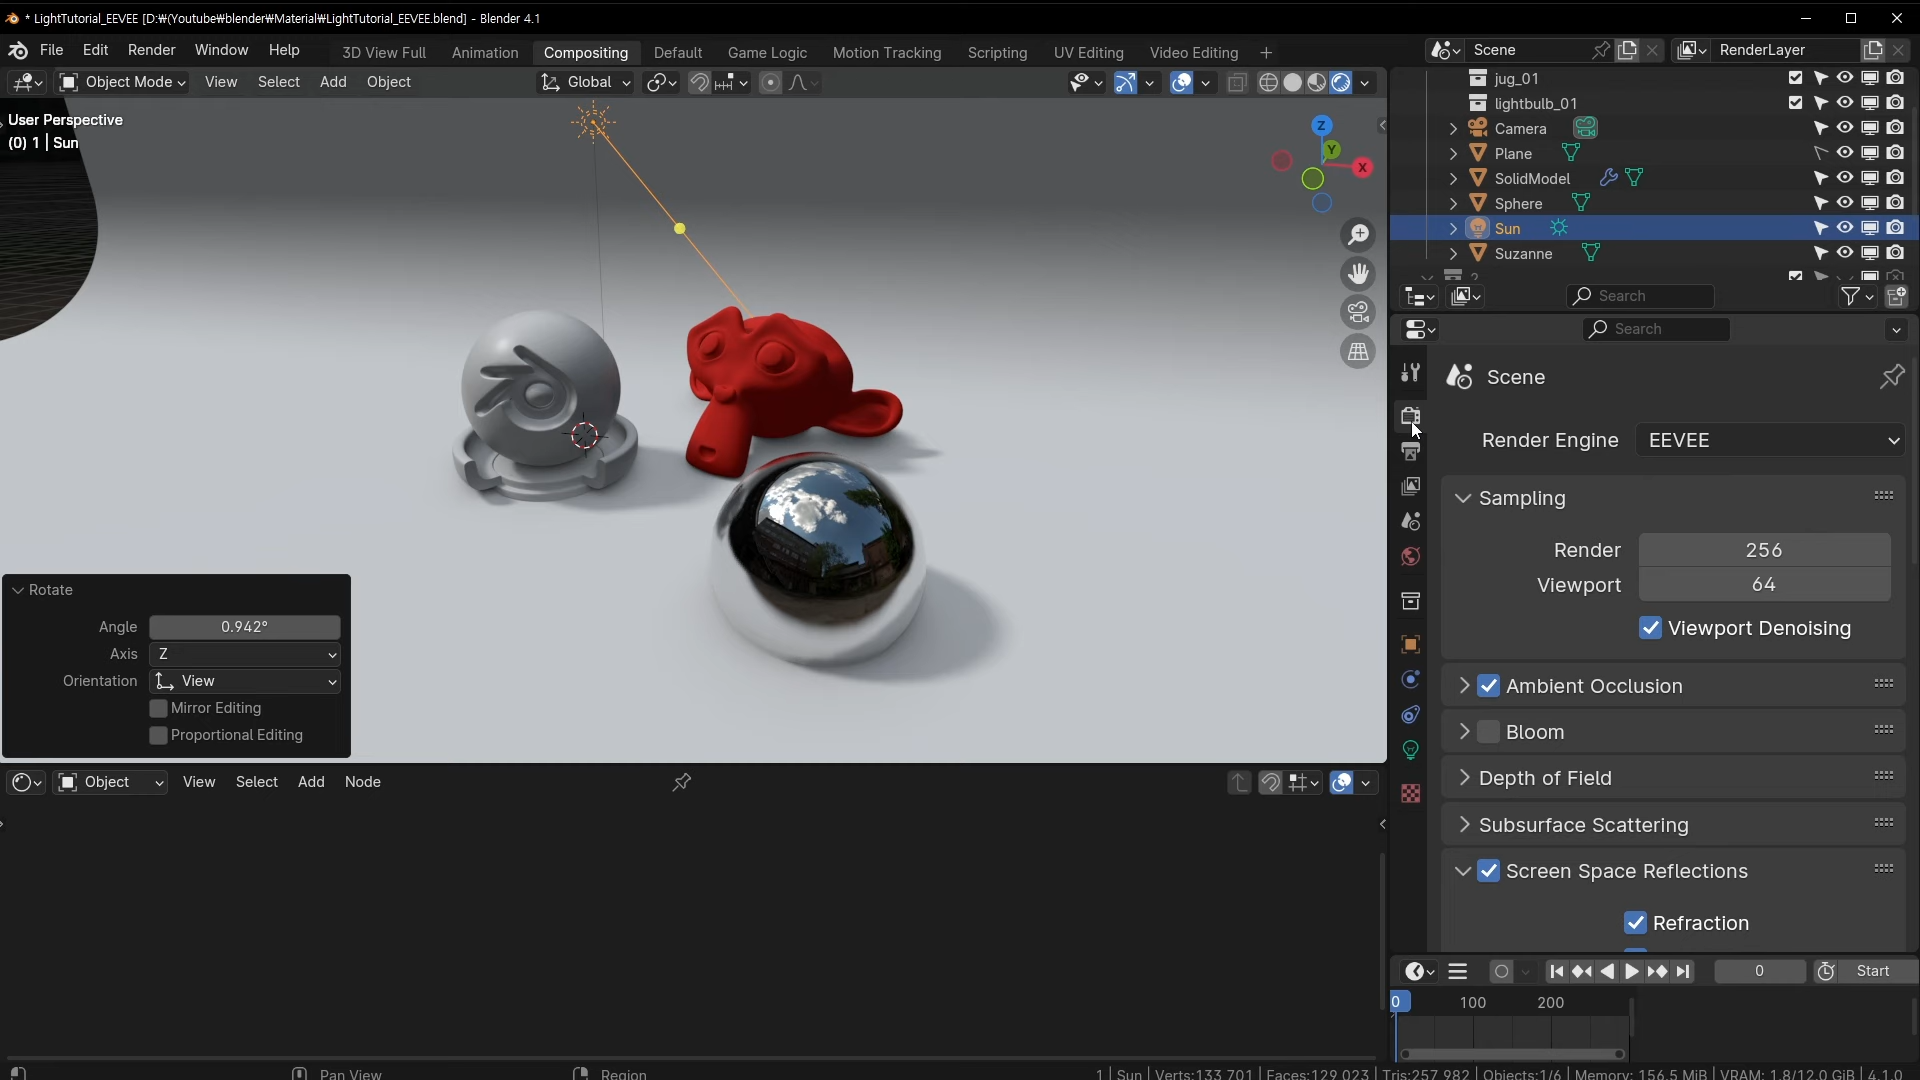 * LightTutorial_EEVEE [D:₩(Youtube₩blender₩Material₩LightTutorial_EEVEE.blend] - Blender 4.1
File Edit Render Window Help
3D View Full Animation Compositing Default Game Logic Motion Tracking Scripting UV Editing Video Editing +
Scene
RenderLayer
Object Mode View Select Add Object
Global
User Perspective
(0) 1 | Sun
Z
Y
X
jug_01
lightbulb_01
Camera
Plane
SolidModel
Sphere
Sun
Suzanne
2
Search
Search
Scene
Render Engine EEVEE
Sampling
Render 256
Viewport 64
Viewport Denoising
Ambient Occlusion
Bloom
Depth of Field
Subsurface Scattering
Screen Space Reflections
Refraction
Rotate
Angle 0.942°
Axis Z
Orientation View
Mirror Editing
Proportional Editing
Object View Select Add Node
0 Start
0 100 200
Pan View
Region
1 | Sun | Verts:133,701 | Faces:129,023 | Tris:257,982 | Objects:1/6 | Memory: 156.5 MiB | VRAM: 1.8/12.0 GiB | 4.1.0